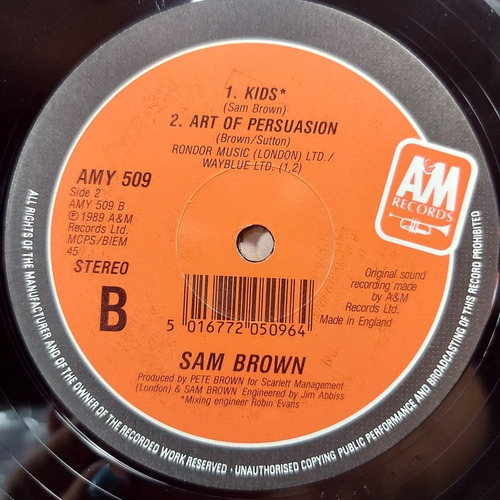 1. KIDS*
(Sam Brown)
2. ART OF PERSUASION
(Brown/Sutton)
RONDOR MUSIC (LONDON) LTD./
WAYBLUE LTD. (1,2)
AMY 509
Side 2
AMY 509 B
℗ 1989 A&M
Records Ltd.
MCPS/BIEM
45
STEREO
B
A&M
RECORDS
Original sound
recording made
by A&M
Records Ltd.
Made in England
5 016772 050964
SAM BROWN
Produced by PETE BROWN for Scarlett Management
(London) & SAM BROWN Engineered by Jim Abbiss
*Mixing engineer Robin Evans
ALL RIGHTS OF THE MANUFACTURER AND OF THE OWNER OF THE RECORDED WORK RESERVED · UNAUTHORISED COPYING PUBLIC PERFORMANCE AND BROADCASTING OF THIS RECORD PROHIBITED